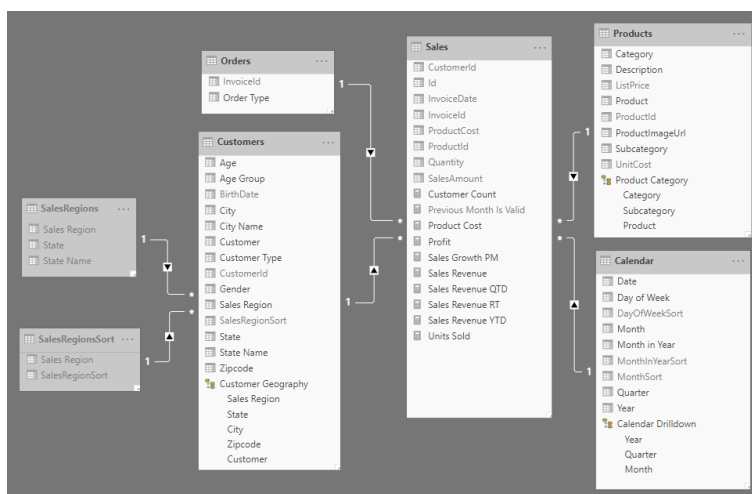 Orders
InvoiceId
Order Type
Customers
Age
Age Group
BirthDate
City
City Name
Customer
Customer Type
CustomerId
Gender
Sales Region
SalesRegionSort
State
State Name
Zipcode
Customer Geography
Sales Region
State
City
Zipcode
Customer
SalesRegions
Sales Region
State
State Name
SalesRegionsSort
Sales Region
SalesRegionSort
Sales
CustomerId
Id
InvoiceDate
InvoiceId
ProductCost
ProductId
Quantity
SalesAmount
Customer Count
Previous Month Is Valid
Product Cost
Profit
Sales Growth PM
Sales Revenue
Sales Revenue QTD
Sales Revenue RT
Sales Revenue YTD
Units Sold
Products
Category
Description
ListPrice
Product
ProductId
ProductImageUrl
Subcategory
UnitCost
Product Category
Category
Subcategory
Product
Calendar
Date
Day of Week
DayOfWeekSort
Month
Month in Year
MonthInYearSort
MonthSort
Quarter
Year
Calendar Drilldown
Year
Quarter
Month
1
*
1
*
1
*
1
*
1
*
1
*